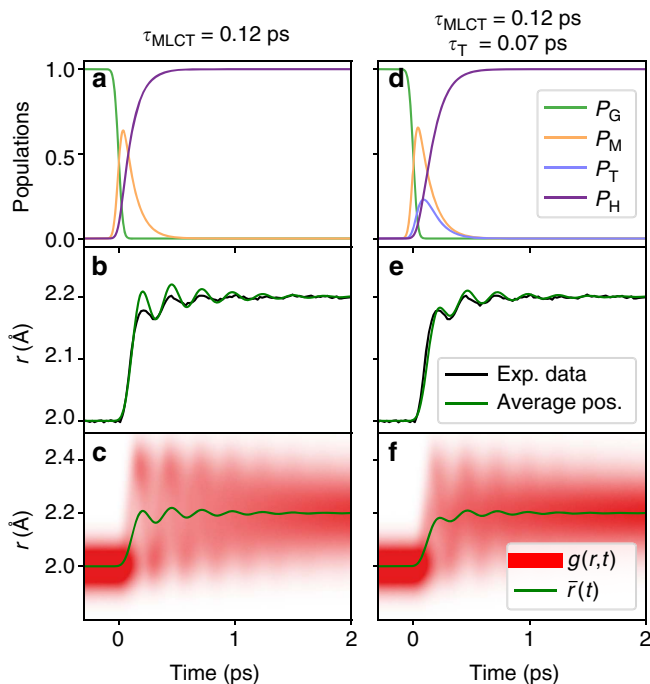 τMLCT = 0.12 ps
τMLCT = 0.12 ps
τT = 0.07 ps
a
d
1.0
0.5
0.0
Populations
PG
PM
PT
PH
b
e
2.2
2.1
2.0
r (Å)
Exp. data
Average pos.
c
f
2.4
2.2
2.0
r (Å)
g(r,t)
r̄(t)
0
1
2
0
1
2
Time (ps)
Time (ps)